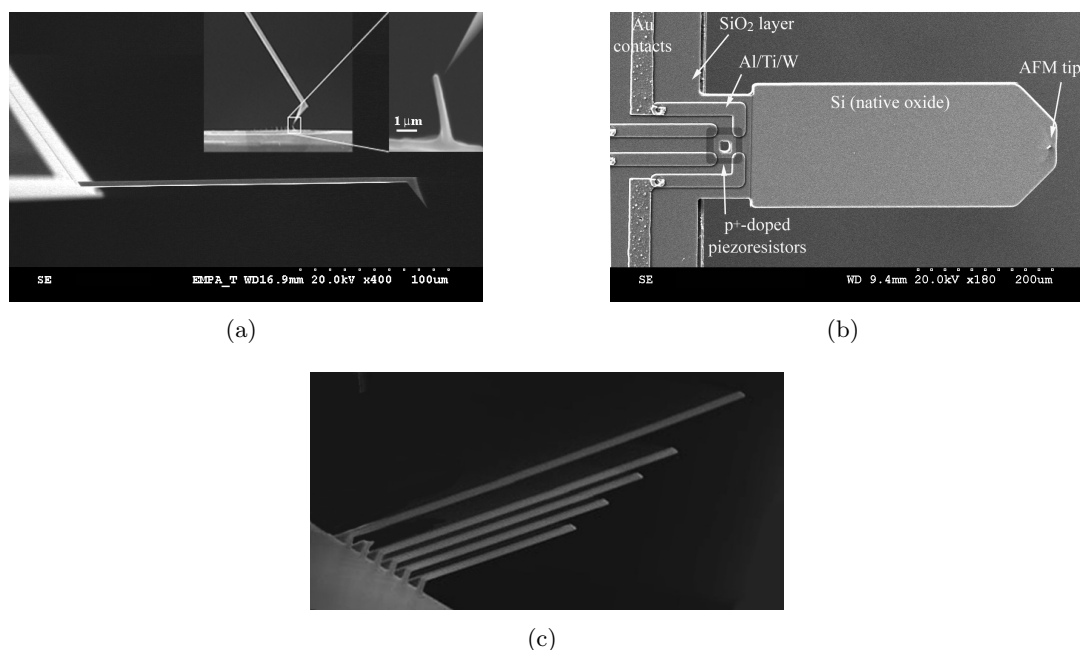 1 μm
SE EMPA_T WD16.9mm 20.0kV x400 100um
(a)
Au
contacts
SiO₂ layer
Al/Ti/W
AFM tip
Si (native oxide)
p⁺-doped
piezoresistors
SE WD 9.4mm 20.0kV x180 200um
(b)
(c)